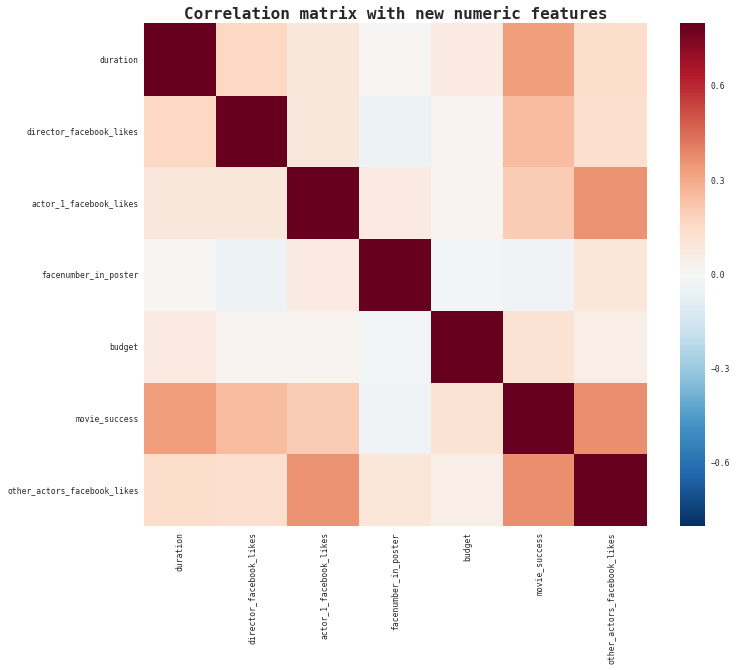 Correlation matrix with new numeric features
duration
director_facebook_likes
actor_1_facebook_likes
facenumber_in_poster
budget
movie_success
other_actors_facebook_likes
duration
director_facebook_likes
actor_1_facebook_likes
facenumber_in_poster
budget
movie_success
other_actors_facebook_likes
0.6
0.3
0.0
−0.3
−0.6